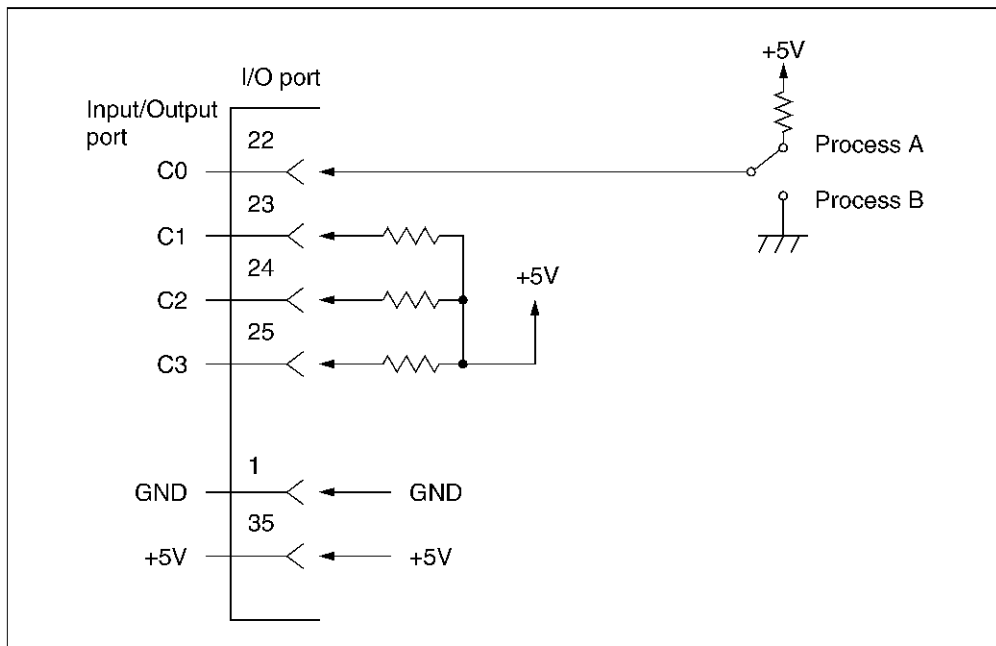 +5V
I/O port
Input/Output
port
22
Process A
C0
23
Process B
C1
24
+5V
C2
25
C3
1
GND
GND
35
+5V
+5V